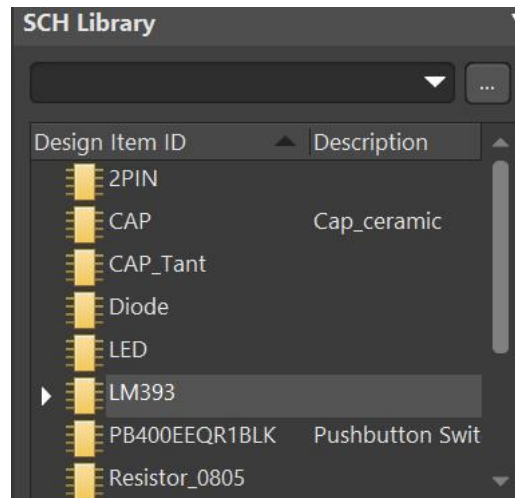 SCH Library
...
Design Item ID Description
2PIN
CAP Cap_ceramic
CAP_Tant
Diode
LED
LM393
PB400EEQR1BLK Pushbutton Swit
Resistor_0805